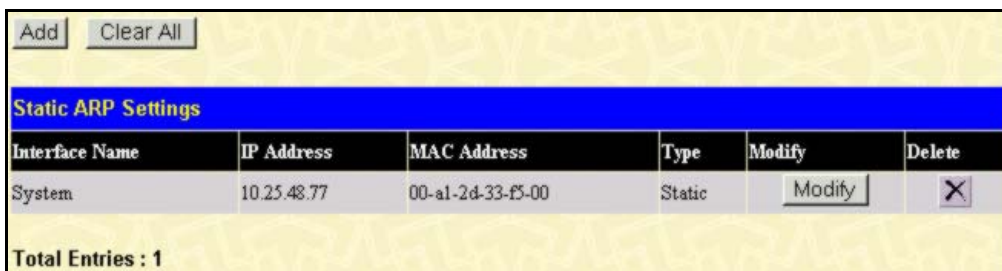 Add Clear All
Static ARP Settings
Interface Name IP Address MAC Address Type Modify Delete
System 10.25.48.77 00-a1-2d-33-f5-00 Static Modify X
Total Entries : 1